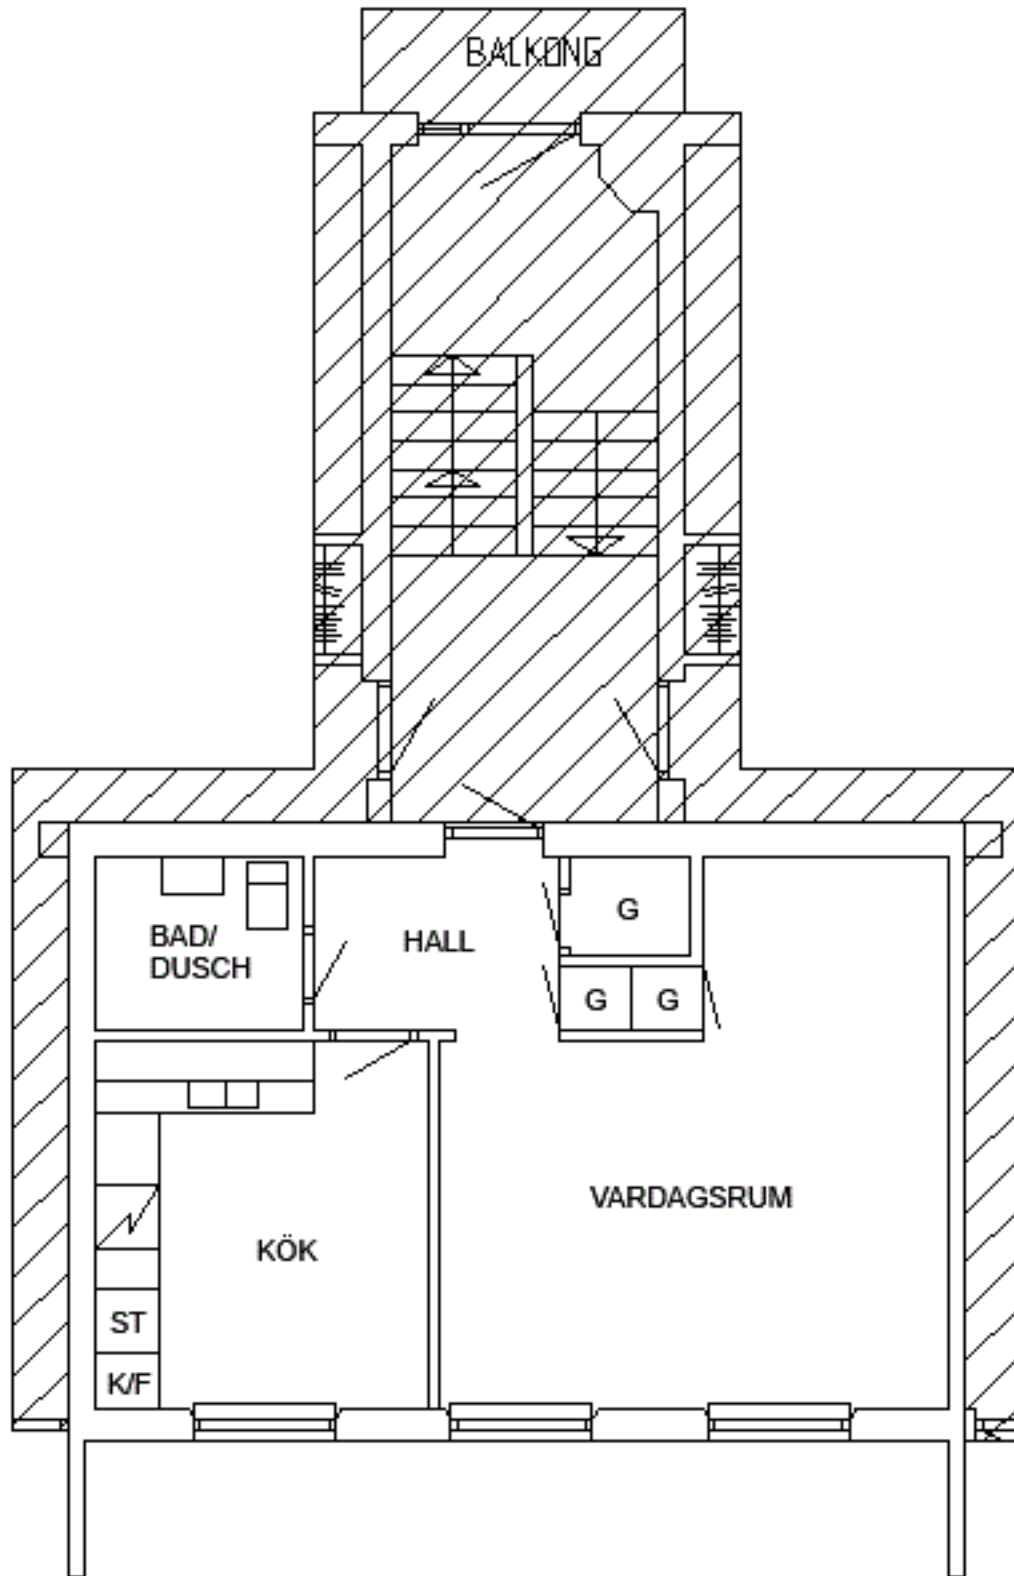 BALKONG
G
BAD/
DUSCH
HALL
G
G
VARDAGSRUM
KÖK
ST
K/F